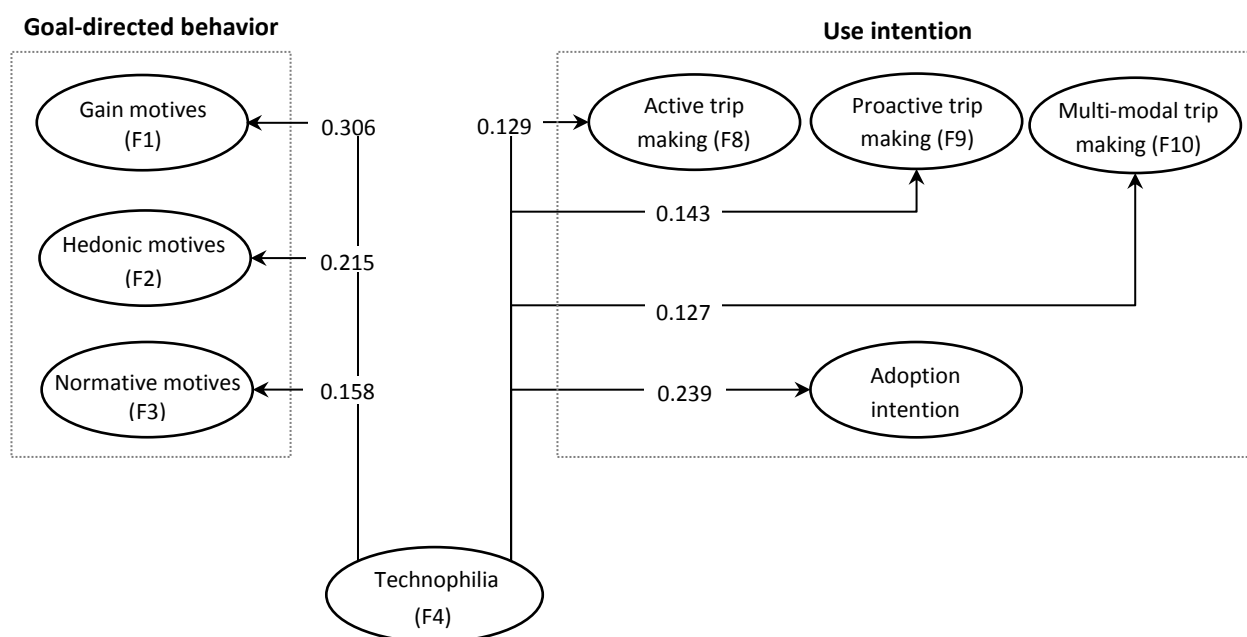 Goal-directed behavior
Use intention
Gain motives
(F1)
0.306
0.129
Active trip
making (F8)
Proactive trip
making (F9)
Multi-modal trip
making (F10)
0.143
Hedonic motives
(F2)
0.215
0.127
Normative motives
(F3)
0.158
0.239
Adoption
intention
Technophilia
(F4)